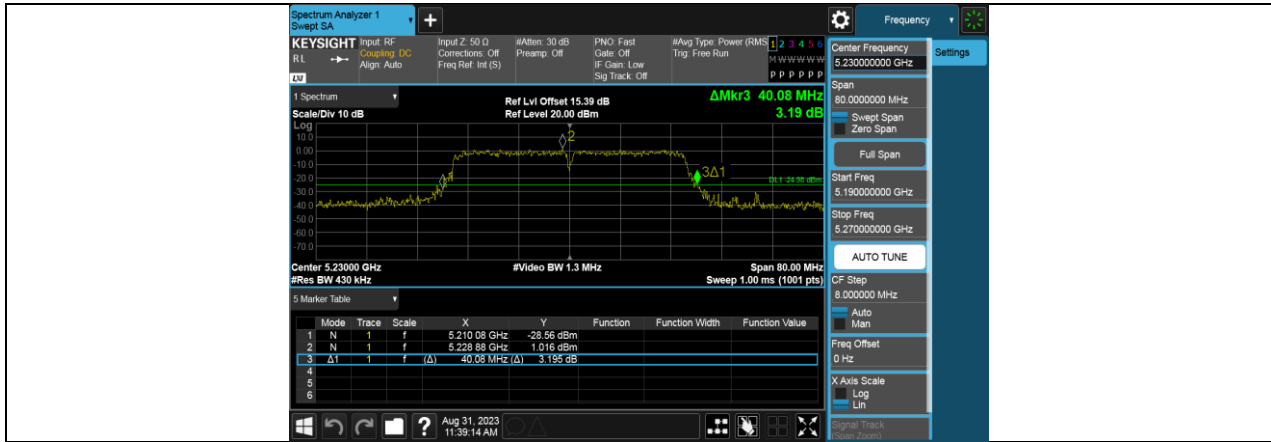 Spectrum Analyzer 1
Swept SA
+
Frequency
KEYSIGHT Input: RF Input Z: 50 Ω #Atten: 30 dB PNO: Fast #Avg Type: Power (RMS 1 2 3 4 5 6
R L Coupling: DC Corrections: Off Preamp: Off Gate: Off Trig: Free Run M W W W W W
Align: Auto Freq Ref: Int (S) IF Gain: Low
Sig Track: Off P P P P P P
LXI
Center Frequency
5.230000000 GHz
Settings
Span
80.0000000 MHz
Swept Span
Zero Span
Full Span
Start Freq
5.190000000 GHz
Stop Freq
5.270000000 GHz
AUTO TUNE
CF Step
8.000000 MHz
Auto
Man
Freq Offset
0 Hz
X Axis Scale
Log
Lin
Signal Track
(Span Zoom)
1 Spectrum
Ref Lvl Offset 15.39 dB
ΔMkr3 40.08 MHz
Scale/Div 10 dB
Ref Level 20.00 dBm
3.19 dB
Log
10.0
0.00
-10.0
-20.0
-30.0
-40.0
-50.0
-60.0
-70.0
2
3Δ1
DL1 -24.98 dBm
Center 5.23000 GHz #Video BW 1.3 MHz Span 80.00 MHz
#Res BW 430 kHz Sweep 1.00 ms (1001 pts)
5 Marker Table
Mode Trace Scale X Y Function Function Width Function Value
1 N 1 f 5.210 08 GHz -28.56 dBm
2 N 1 f 5.228 88 GHz 1.016 dBm
3 Δ1 1 f (Δ) 40.08 MHz (Δ) 3.195 dB
4
5
6
?
Aug 31, 2023
11:39:14 AM